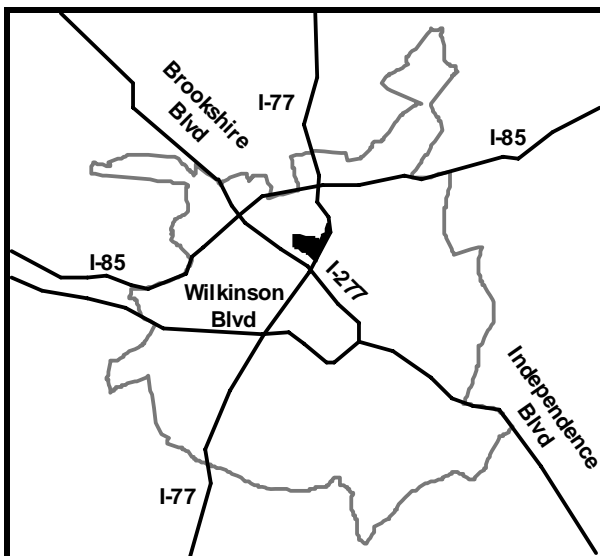 Brookshire
Blvd
I-77
I-85
I-85
I-277
Wilkinson
Blvd
Independence
Blvd
I-77